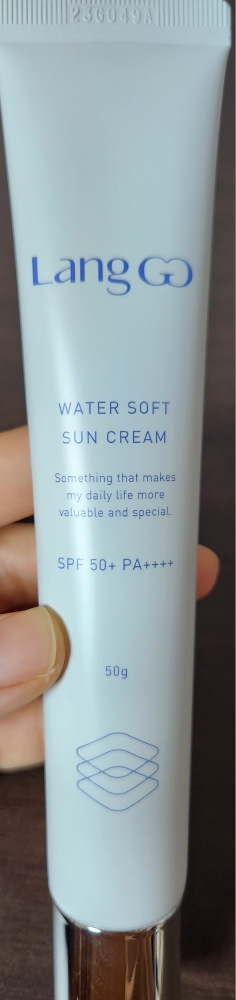 230049A
Lang GO
WATER SOFT
SUN CREAM
Something that makes
my daily life more
valuable and special.
SPF 50+ PA++++
50g